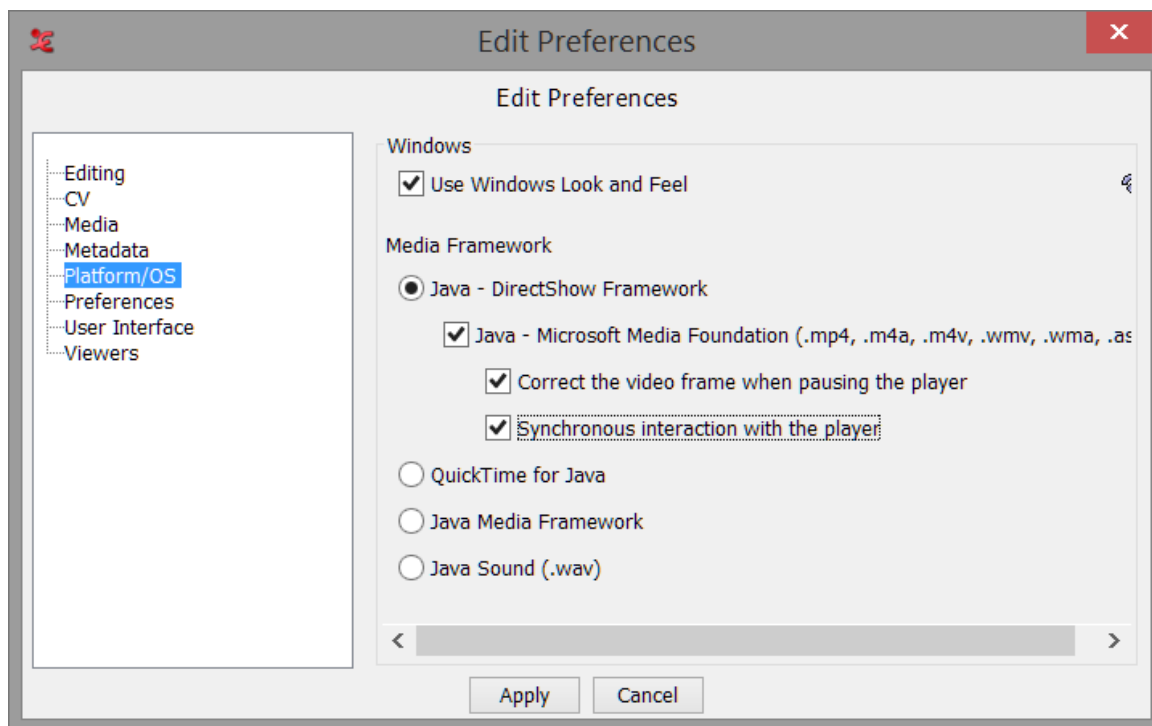 Edit Preferences
Edit Preferences
Editing
CV
Media
Metadata
Platform/OS
Preferences
User Interface
Viewers
Windows
Use Windows Look and Feel
Media Framework
Java - DirectShow Framework
Java - Microsoft Media Foundation (.mp4, .m4a, .m4v, .wmv, .wma, .as
Correct the video frame when pausing the player
Synchronous interaction with the player
QuickTime for Java
Java Media Framework
Java Sound (.wav)
Apply
Cancel